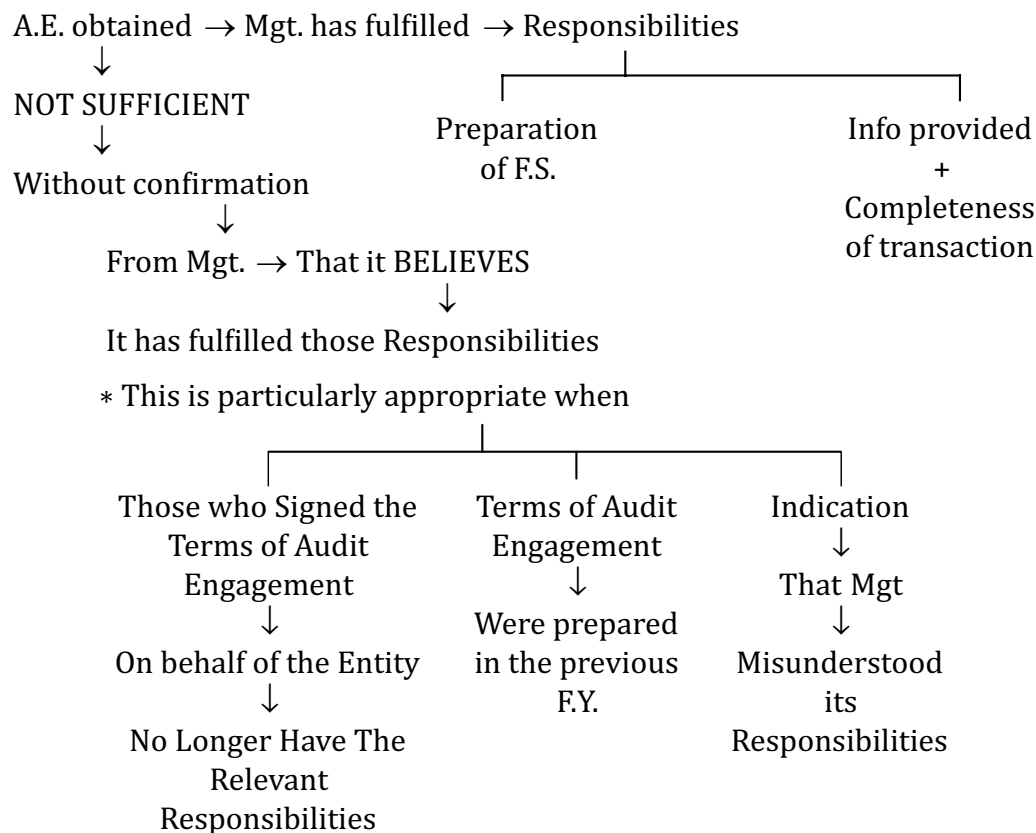 A.E. obtained → Mgt. has fulfilled → Responsibilities
↓
NOT SUFFICIENT
↓
Without confirmation
↓
From Mgt. → That it BELIEVES
↓
It has fulfilled those Responsibilities
Preparation
of F.S.
Info provided
+
Completeness
of transaction
* This is particularly appropriate when
Those who Signed the
Terms of Audit
Engagement
↓
On behalf of the Entity
↓
No Longer Have The
Relevant
Responsibilities
Terms of Audit
Engagement
↓
Were prepared
in the previous
F.Y.
Indication
↓
That Mgt
↓
Misunderstood
its
Responsibilities